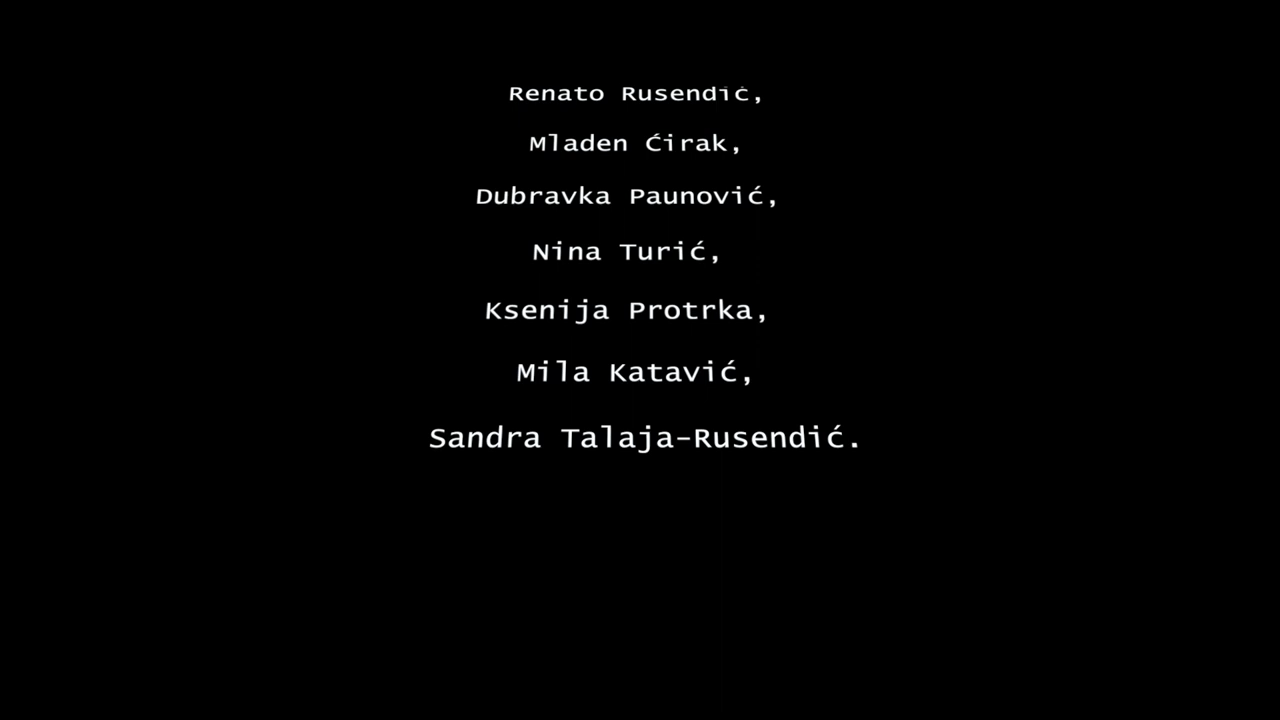 Renato Rusendić,
Mladen Ćirak,
Dubravka Paunović,
Nina Turić,
Ksenija Protrka,
Mila Katavić,
Sandra Talaja-Rusendić.